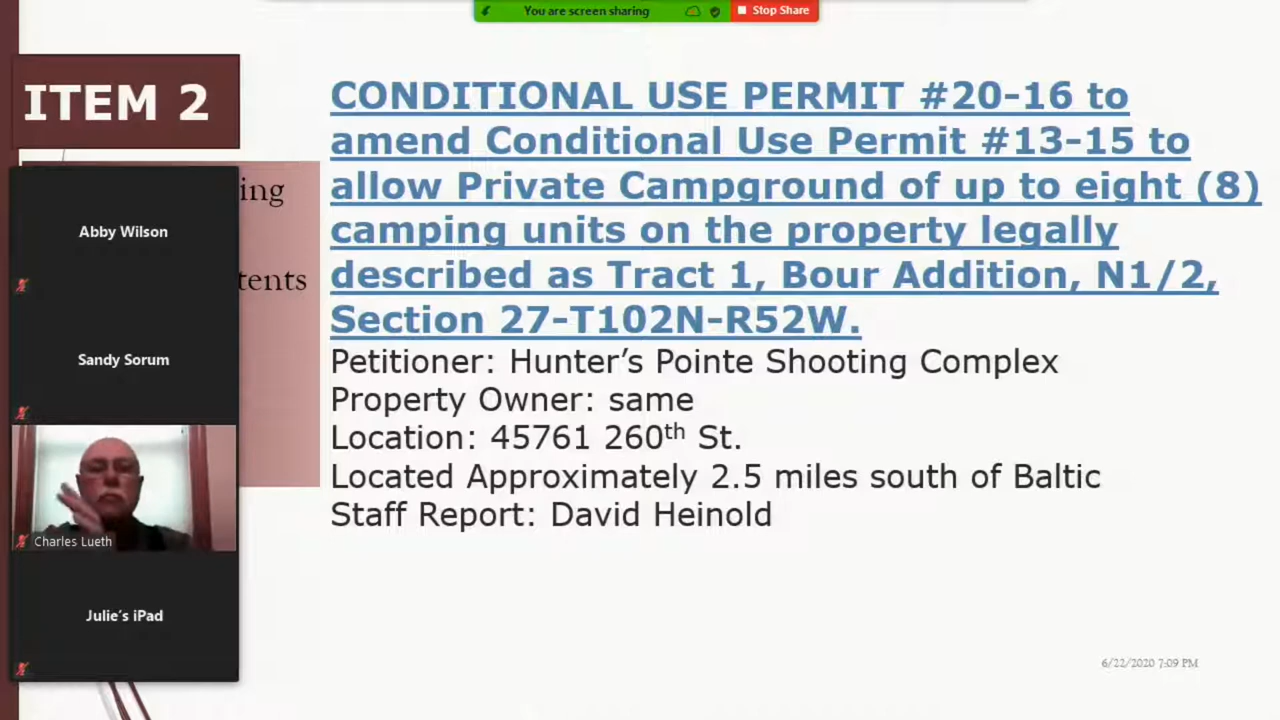 You are screen sharing
Stop Share
ITEM 2
ing
tents
Abby Wilson
Sandy Sorum
Charles Lueth
Julie's iPad
CONDITIONAL USE PERMIT #20-16 to
amend Conditional Use Permit #13-15 to
allow Private Campground of up to eight (8)
camping units on the property legally
described as Tract 1, Bour Addition, N1/2,
Section 27-T102N-R52W.
Petitioner: Hunter’s Pointe Shooting Complex
Property Owner: same
Location: 45761 260th St.
Located Approximately 2.5 miles south of Baltic
Staff Report: David Heinold
6/22/2020 7:09 PM